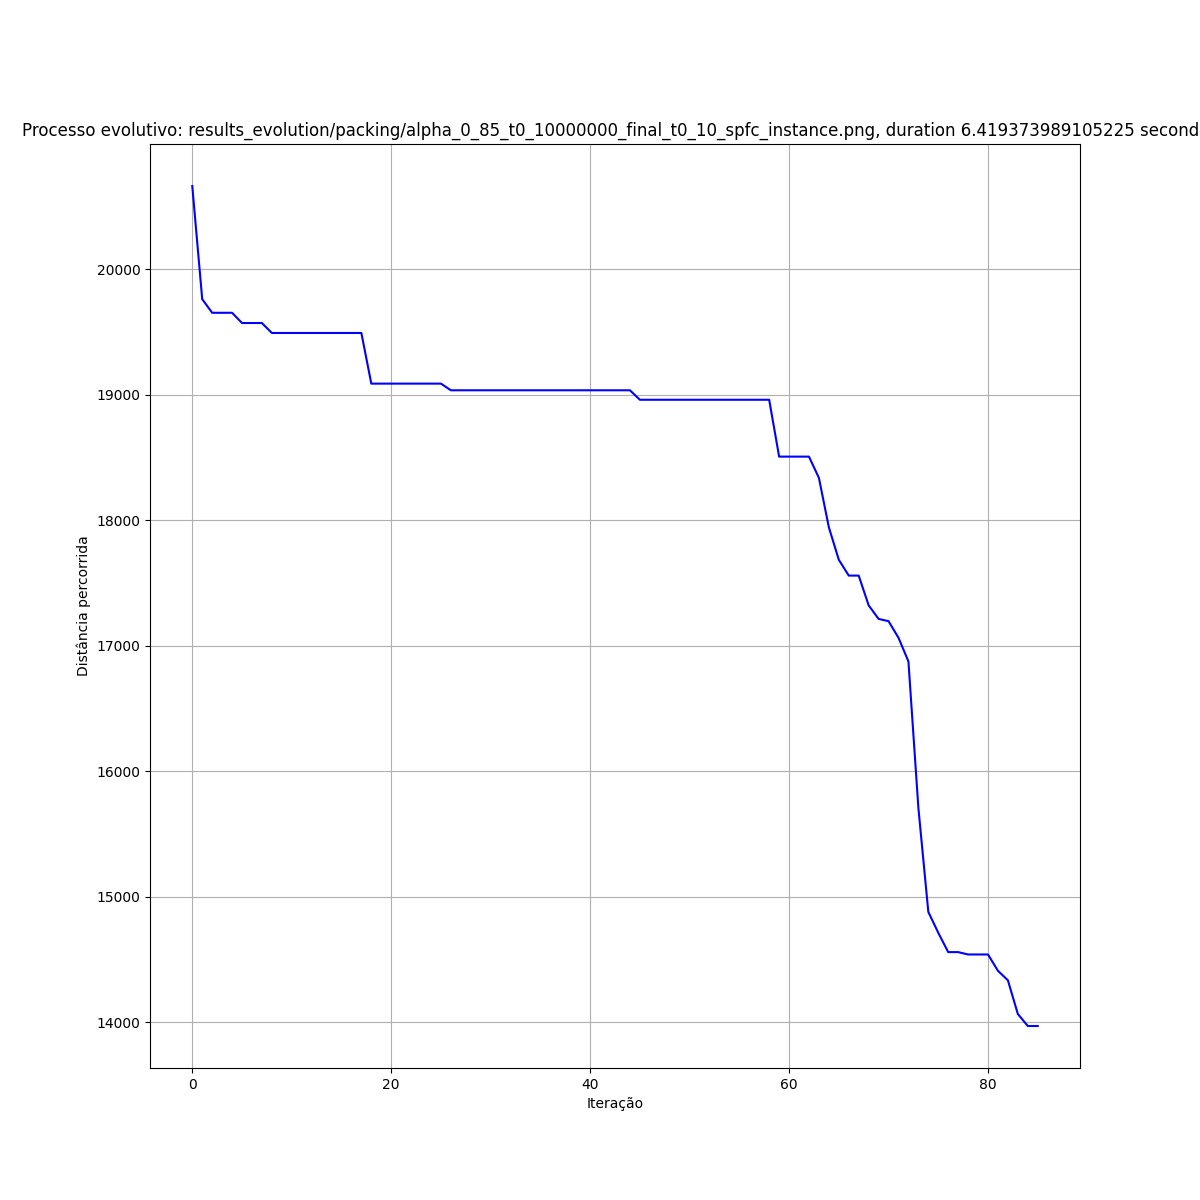 Processo evolutivo: results_evolution/packing/alpha_0_85_t0_10000000_final_t0_10_spfc_instance.png, duration 6.419373989105225 second
20000
19000
18000
17000
16000
15000
14000
Distância percorrida
0 20 40 60 80
Iteração